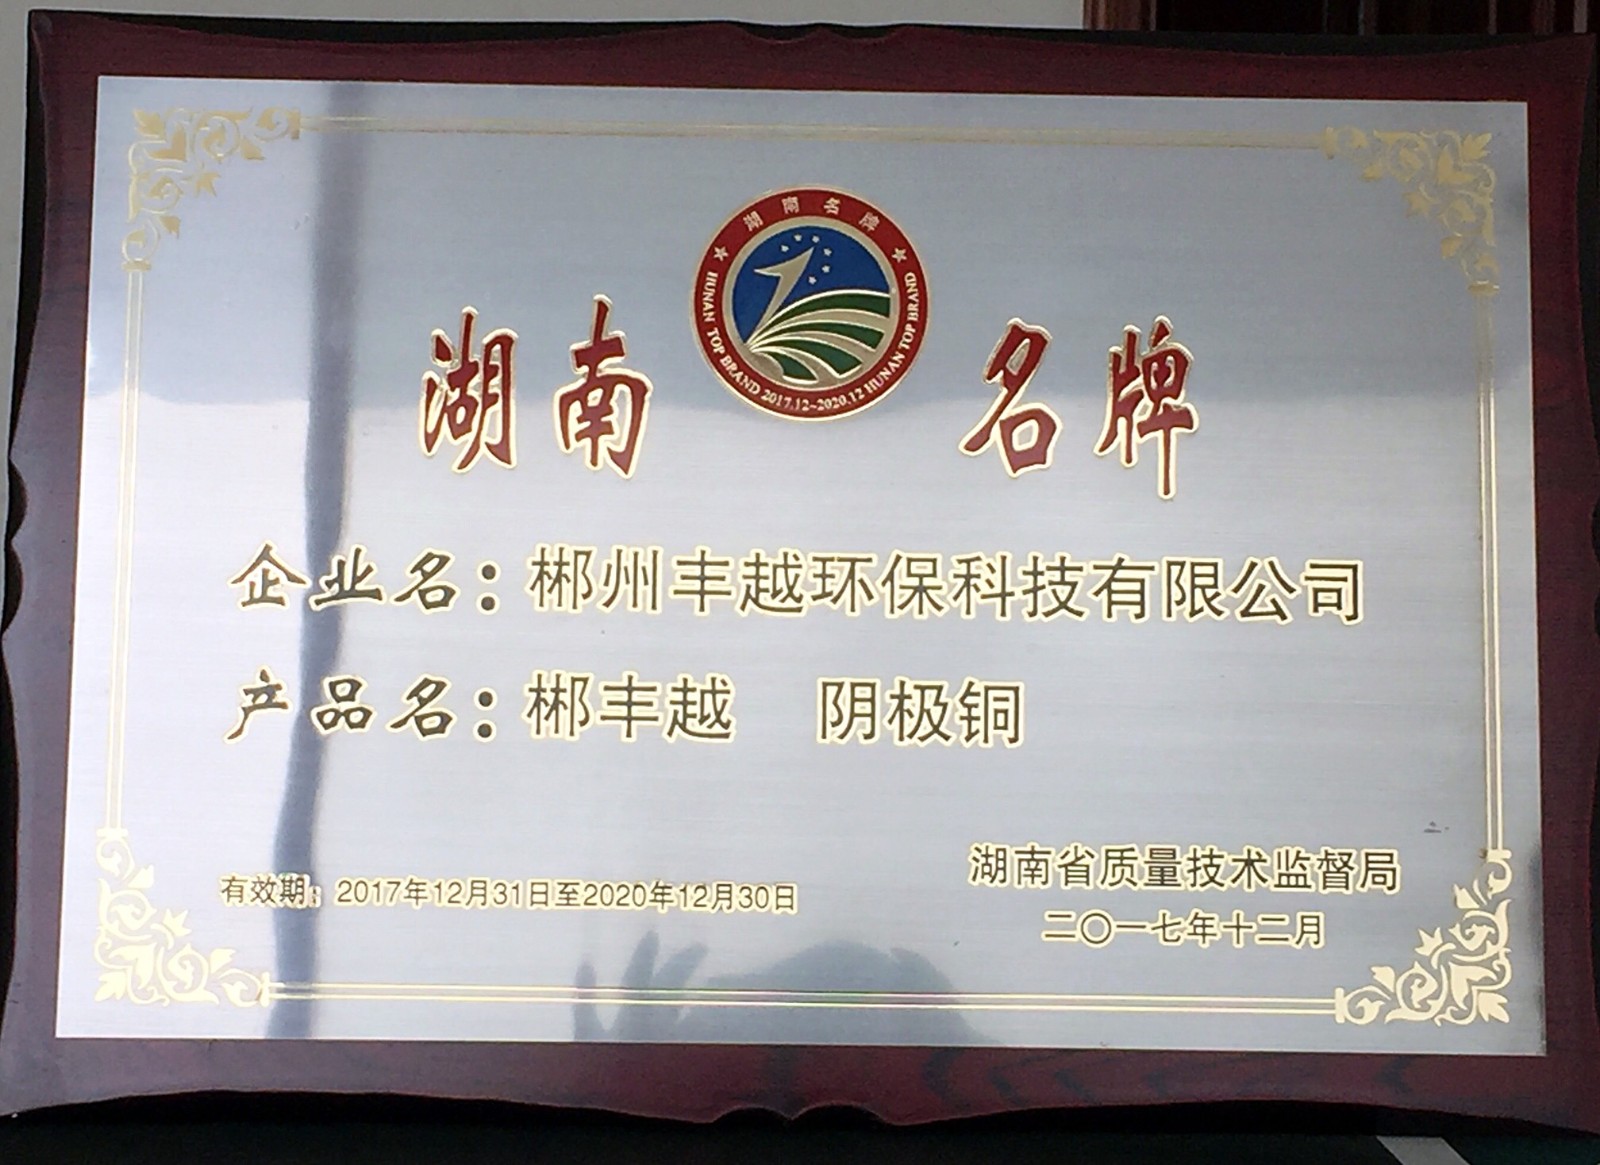 湖南名牌
HUNAN TOP BRAND 2017.12~2020.12 HUNAN TOP BRAND
湖南 名牌
企业名：郴州丰越环保科技有限公司
产品名：郴丰越 阴极铜
有效期：2017年12月31日至2020年12月30日
湖南省质量技术监督局
二〇一七年十二月